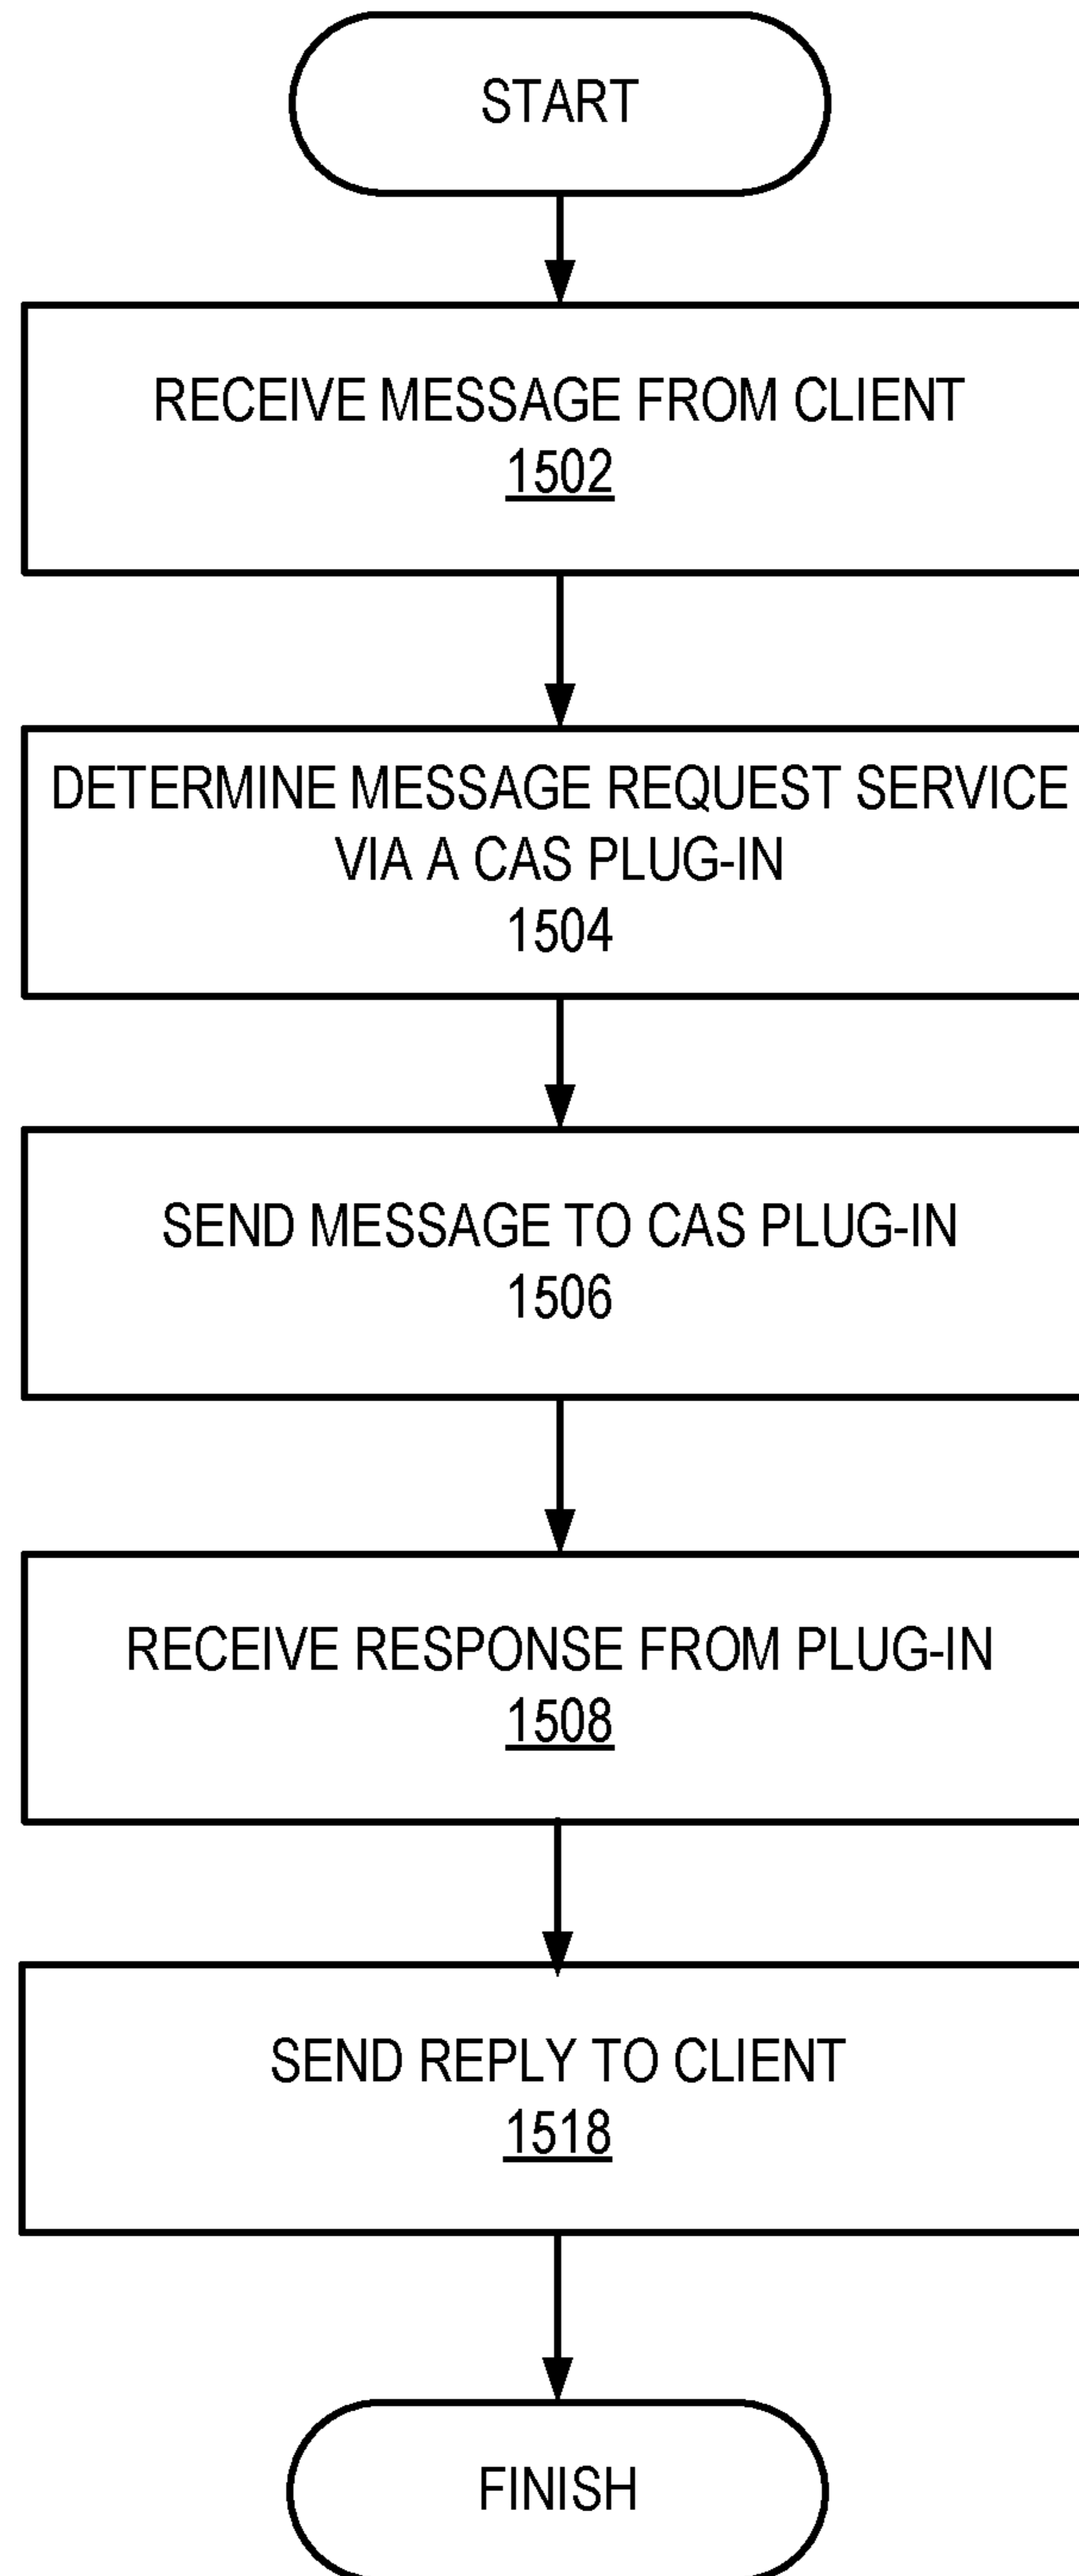 START
RECEIVE MESSAGE FROM CLIENT
1502
DETERMINE MESSAGE REQUEST SERVICE
VIA A CAS PLUG-IN
1504
SEND MESSAGE TO CAS PLUG-IN
1506
RECEIVE RESPONSE FROM PLUG-IN
1508
SEND REPLY TO CLIENT
1518
FINISH